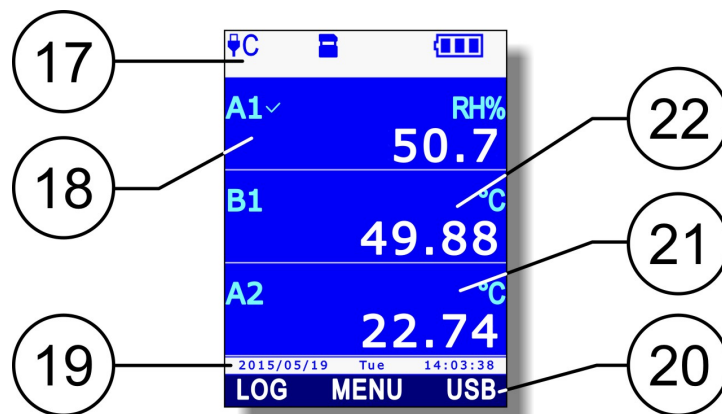 C
17
A1✓ RH%
50.7
18
22
B1 °C
49.88
A2 °C
22.74
21
2015/05/19 Tue 14:03:38
19
LOG MENU USB
20